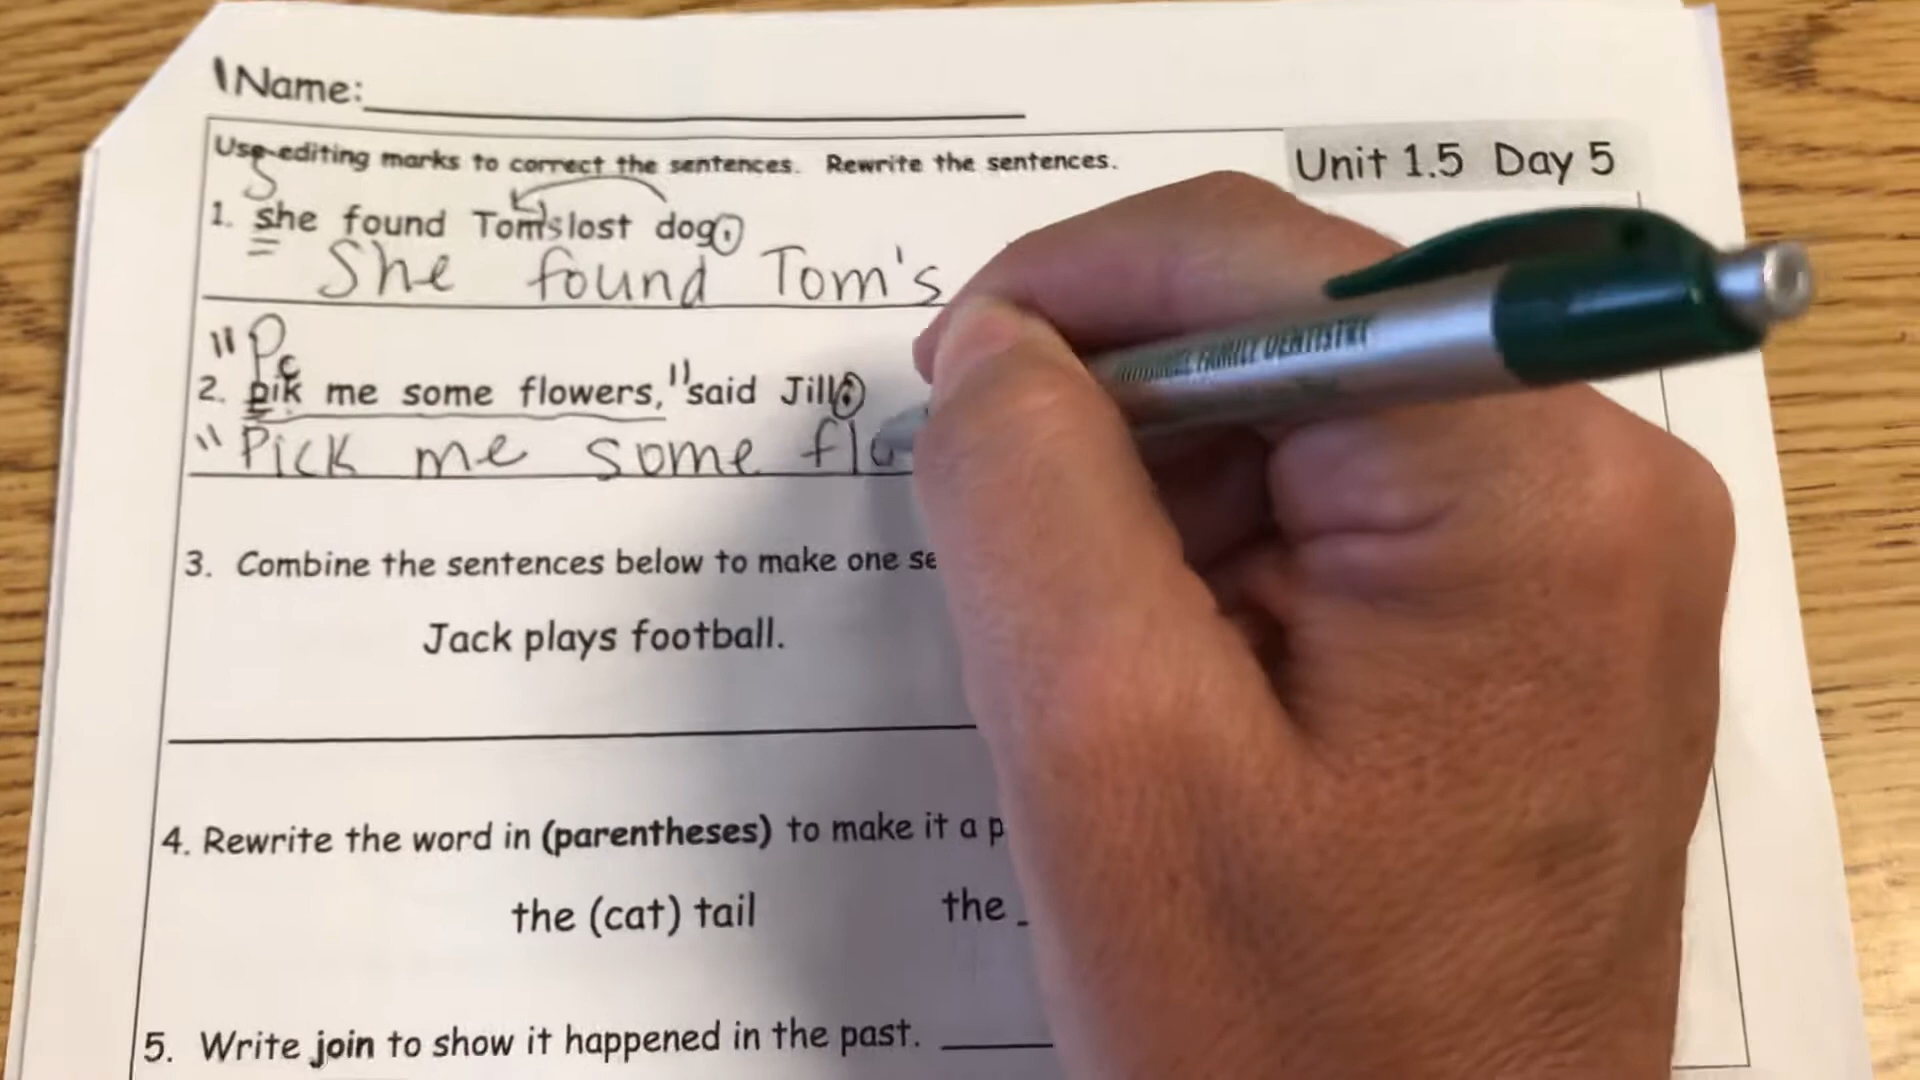 Name:
Use editing marks to correct the sentences. Rewrite the sentences.
Unit 1.5 Day 5
S
1. she found Tom's lost dog.
She found Tom's
"P
c
2. pik me some flowers," said Jill.
"Pick me some flo
3. Combine the sentences below to make one se
Jack plays football.
4. Rewrite the word in (parentheses) to make it a p
the (cat) tail the _
5. Write join to show it happened in the past. ____
FAMILY DENTISTRY